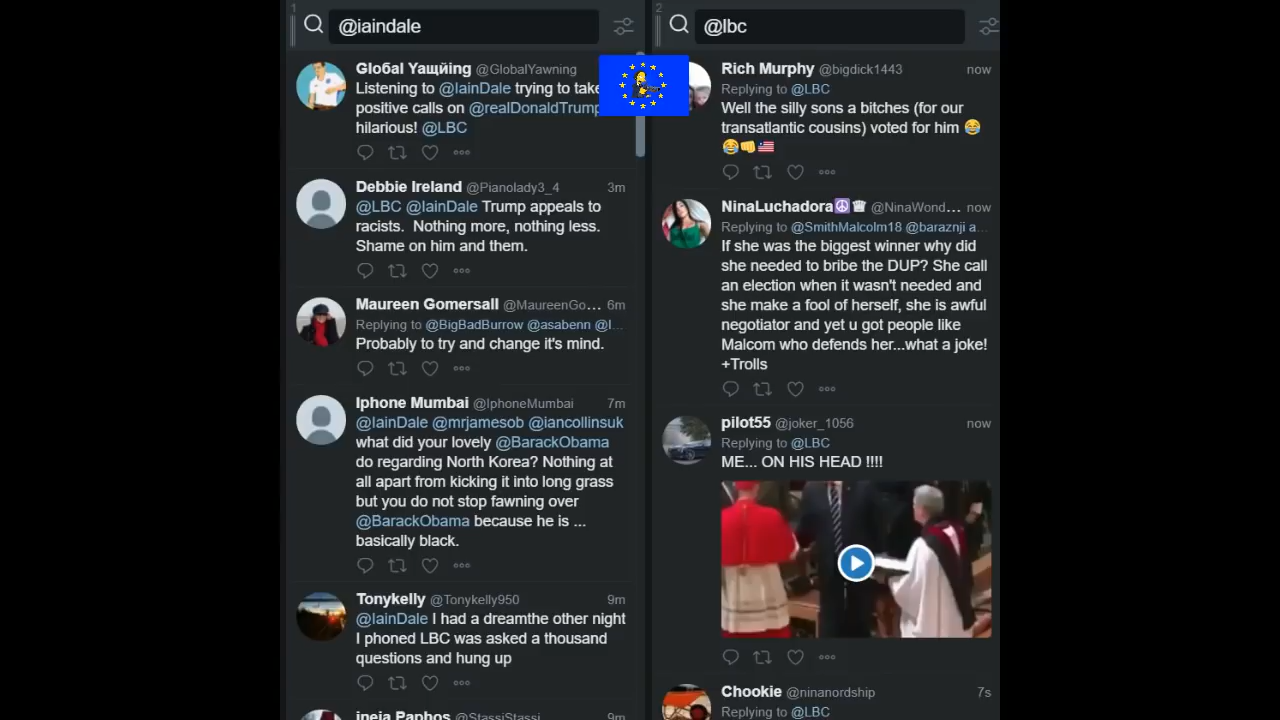 1
@iaindale
Gloбal Yaщйing @GlobalYawning
Listening to @IainDale trying to take
positive calls on @realDonaldTrump
hilarious! @LBC
Debbie Ireland @Pianolady3_4 3m
@LBC @IainDale Trump appeals to
racists. Nothing more, nothing less.
Shame on him and them.
Maureen Gomersall @MaureenGo... 6m
Replying to @BigBadBurrow @asabenn @I...
Probably to try and change it's mind.
Iphone Mumbai @IphoneMumbai 7m
@IainDale @mrjamesob @iancollinsuk
what did your lovely @BarackObama
do regarding North Korea? Nothing at
all apart from kicking it into long grass
but you do not stop fawning over
@BarackObama because he is ...
basically black.
Tonykelly @Tonykelly950 9m
@IainDale I had a dreamthe other night
I phoned LBC was asked a thousand
questions and hung up
ineia Paphos @StassiStassi 9m
2
@lbc
Rich Murphy @bigdick1443 now
Replying to @LBC
Well the silly sons a bitches (for our
transatlantic cousins) voted for him 😂
😂👊🇺🇸
NinaLuchadora☮♛ @NinaWond... now
Replying to @SmithMalcolm18 @baraznji a...
If she was the biggest winner why did
she needed to bribe the DUP? She call
an election when it wasn't needed and
she make a fool of herself, she is awful
negotiator and yet u got people like
Malcom who defends her...what a joke!
+Trolls
pilot55 @joker_1056 now
Replying to @LBC
ME... ON HIS HEAD !!!!
Chookie @ninanordship 7s
Replying to @LBC